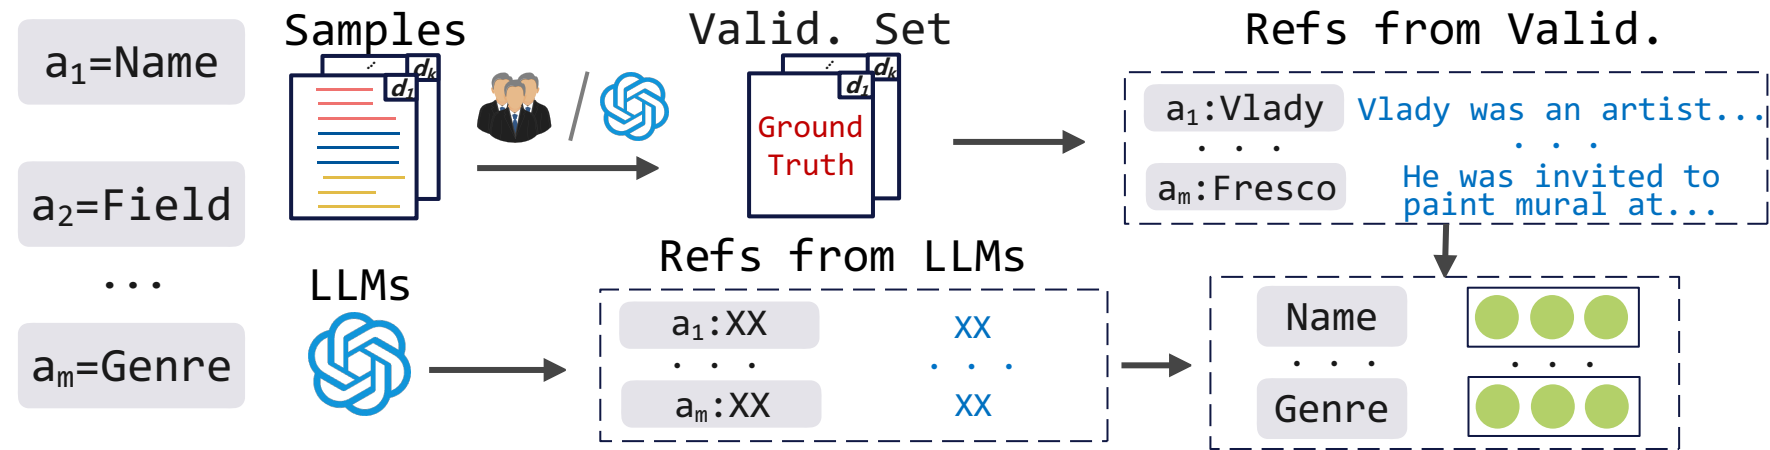 a₁=Name
a₂=Field
...
aₘ=Genre
Samples
d₁
dₖ
Valid. Set
d₁
dₖ
Ground
Truth
Refs from Valid.
a₁:Vlady
Vlady was an artist...
. . .
. . .
aₘ:Fresco
He was invited to
paint mural at...
LLMs
Refs from LLMs
a₁:XX
XX
. . .
. . .
aₘ:XX
XX
Name
. . .
. . .
Genre